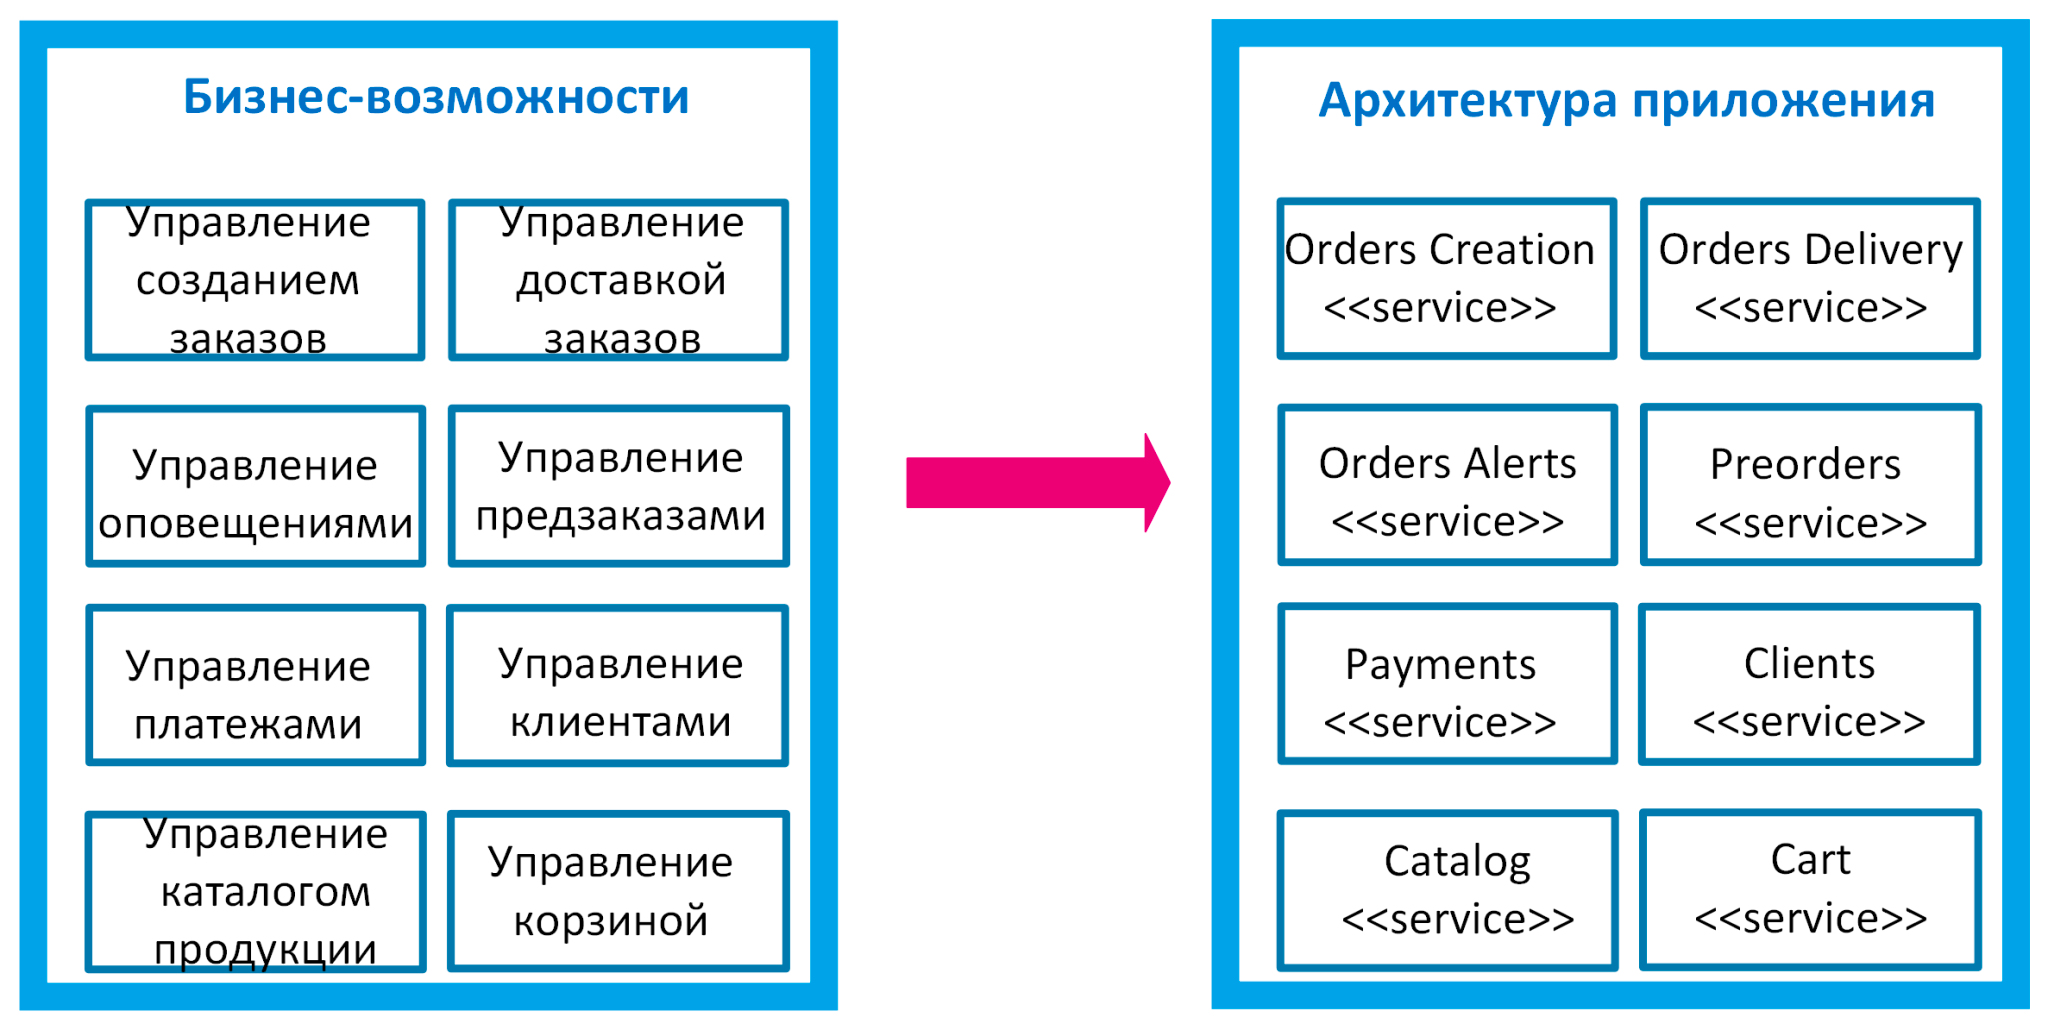 Бизнес-возможности
Управление
созданием
заказов
Управление
доставкой
заказов
Управление
оповещениями
Управление
предзаказами
Управление
платежами
Управление
клиентами
Управление
каталогом
продукции
Управление
корзиной
Архитектура приложения
Orders Creation
<<service>>
Orders Delivery
<<service>>
Orders Alerts
<<service>>
Preorders
<<service>>
Payments
<<service>>
Clients
<<service>>
Catalog
<<service>>
Cart
<<service>>